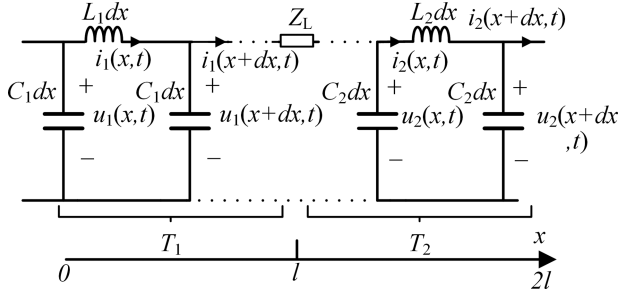 L₁dx Z_L L₂dx i₂(x+dx,t)
i₁(x,t) i₁(x+dx,t) i₂(x,t)
C₁dx + C₁dx + C₂dx + C₂dx +
u₁(x,t) u₁(x+dx,t) u₂(x,t) u₂(x+dx
,t)
− − − −
T₁ T₂ x
0 l 2l